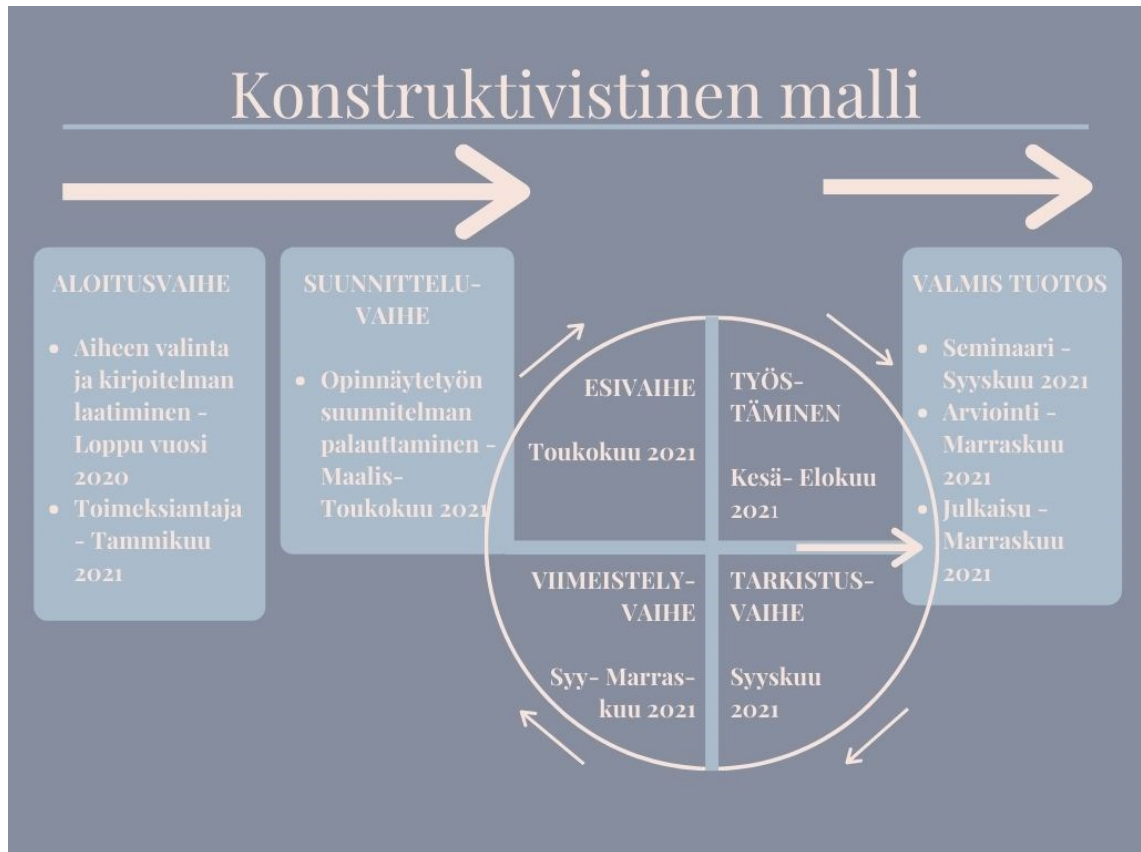 Konstruktivistinen malli
ALOITUSVAIHE
• Aiheen valinta
ja kirjoitelman
laatiminen -
Loppu vuosi
2020
• Toimeksiantaja
- Tammikuu
2021
SUUNNITTELU-
VAIHE
• Opinnäytetyön
suunnitelman
palauttaminen -
Maalis-
Toukokuu 2021
ESIVAIHE
Toukokuu 2021
TYÖS-
TÄMINEN
Kesä- Elokuu
2021
VIIMEISTELY-
VAIHE
Syy- Marras-
kuu 2021
TARKISTUS-
VAIHE
Syyskuu
2021
VALMIS TUOTOS
• Seminaari -
Syyskuu 2021
• Arviointi -
Marraskuu
2021
• Julkaisu -
Marraskuu
2021